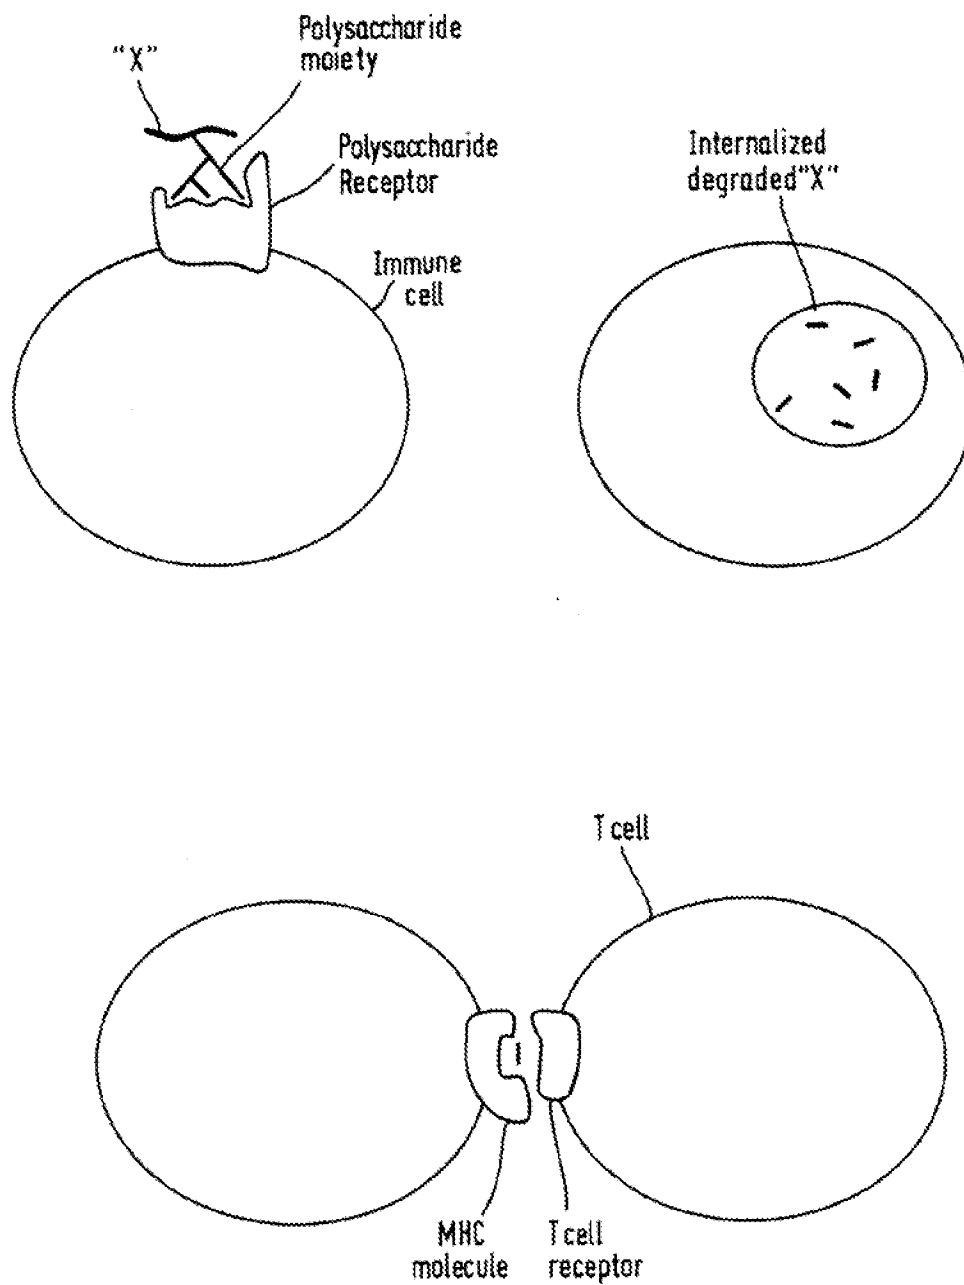 Polysaccharide
moiety
"X"
Polysaccharide
Receptor
Immune
cell
Internalized
degraded"X"
T cell
MHC
molecule
T cell
receptor